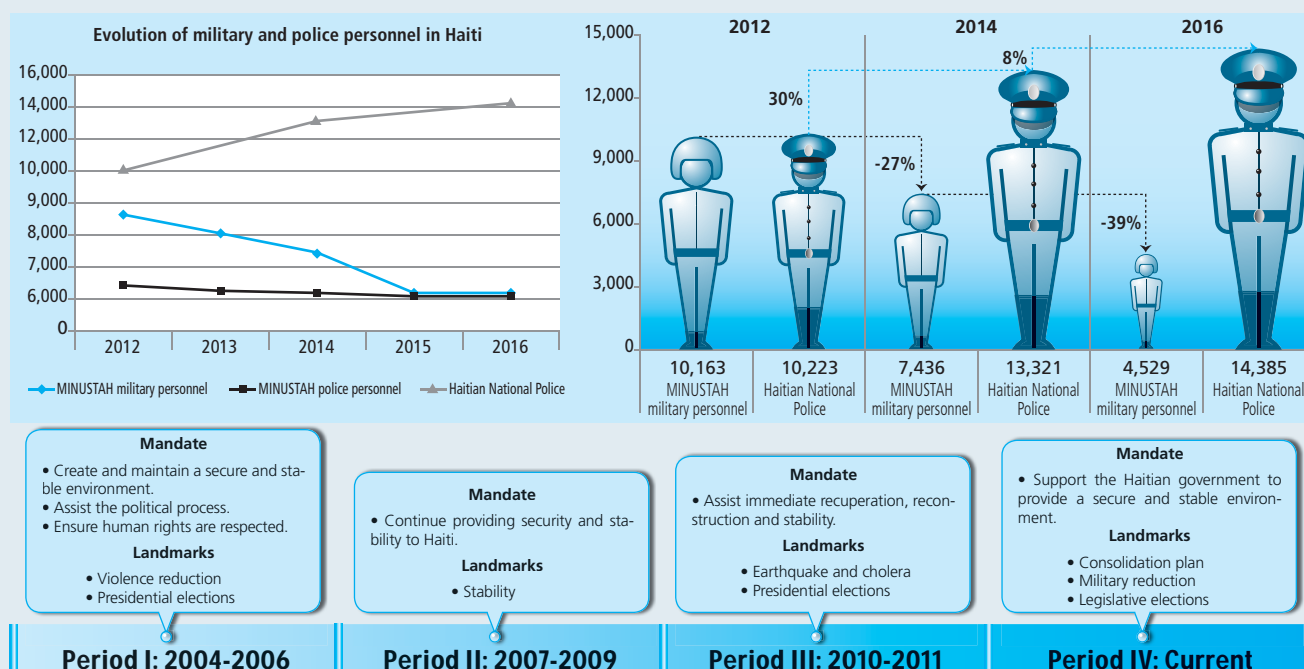 Evolution of military and police personnel in Haiti
16,000
14,000
12,000
10,000
9,000
8,000
7,000
6,000
0
2012
2013
2014
2015
2016
MINUSTAH military personnel
MINUSTAH police personnel
Haitian National Police
2012
2014
2016
15,000
12,000
9,000
6,000
3,000
0
30%
-27%
8%
-39%
10,163
MINUSTAH
military personnel
10,223
Haitian National
Police
7,436
MINUSTAH
military personnel
13,321
Haitian National
Police
4,529
MINUSTAH
military personnel
14,385
Haitian National
Police
Mandate
• Create and maintain a secure and sta-
ble environment.
• Assist the political process.
• Ensure human rights are respected.
Landmarks
• Violence reduction
• Presidential elections
Period I: 2004-2006
Mandate
• Continue providing security and sta-
bility to Haiti.
Landmarks
• Stability
Period II: 2007-2009
Mandate
• Assist immediate recuperation, recon-
struction and stability.
Landmarks
• Earthquake and cholera
• Presidential elections
Period III: 2010-2011
Mandate
• Support the Haitian government to
provide a secure and stable environ-
ment.
Landmarks
• Consolidation plan
• Military reduction
• Legislative elections
Period IV: Current